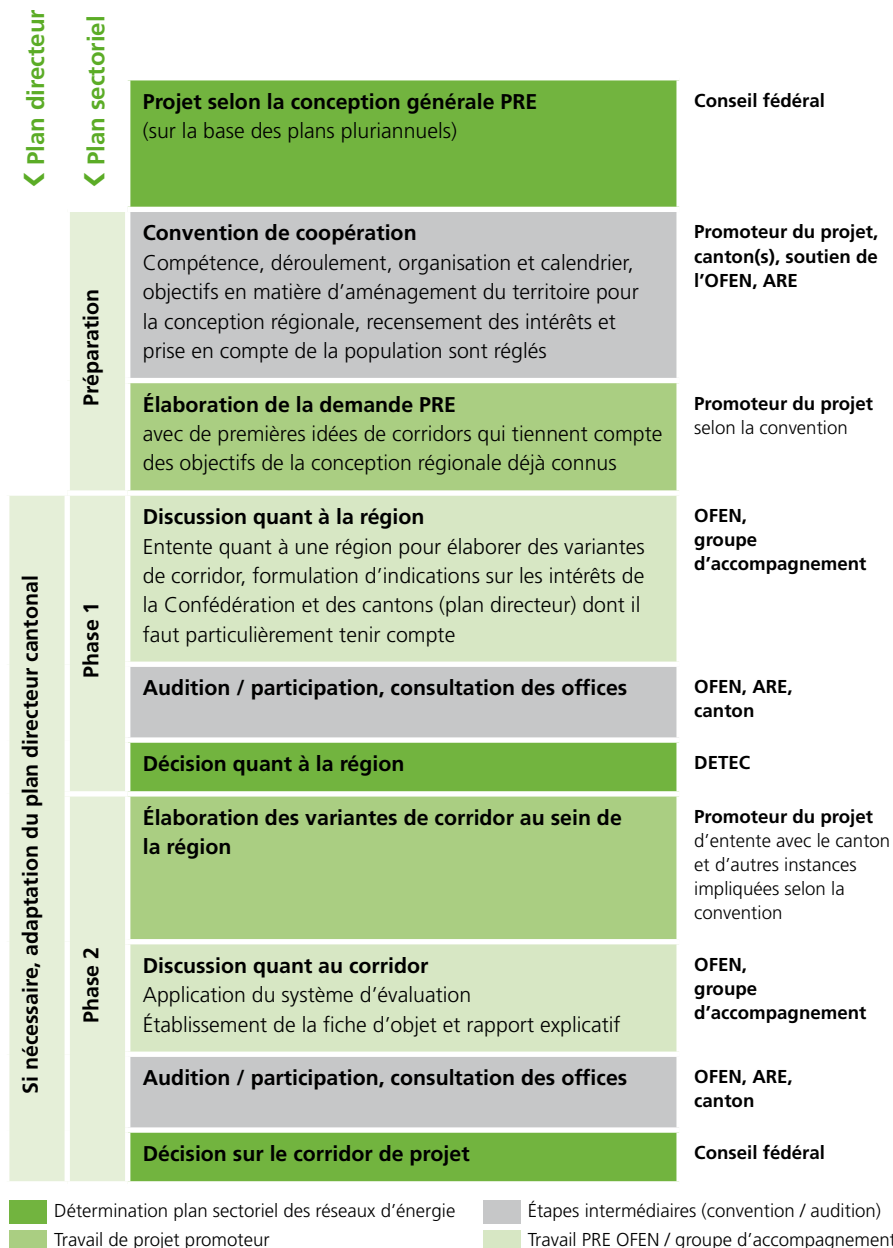 ‹ Plan directeur
‹ Plan sectoriel
Projet selon la conception générale PRE
(sur la base des plans pluriannuels)
Conseil fédéral
Préparation
Convention de coopération
Compétence, déroulement, organisation et calendrier,
objectifs en matière d’aménagement du territoire pour
la conception régionale, recensement des intérêts et
prise en compte de la population sont réglés
Promoteur du projet,
canton(s), soutien de
l’OFEN, ARE
Élaboration de la demande PRE
avec de premières idées de corridors qui tiennent compte
des objectifs de la conception régionale déjà connus
Promoteur du projet
selon la convention
Si nécessaire, adaptation du plan directeur cantonal
Phase 1
Discussion quant à la région
Entente quant à une région pour élaborer des variantes
de corridor, formulation d’indications sur les intérêts de
la Confédération et des cantons (plan directeur) dont il
faut particulièrement tenir compte
OFEN,
groupe
d’accompagnement
Audition / participation, consultation des offices
OFEN, ARE,
canton
Décision quant à la région
DETEC
Phase 2
Élaboration des variantes de corridor au sein de
la région
Promoteur du projet
d’entente avec le canton
et d’autres instances
impliquées selon la
convention
Discussion quant au corridor
Application du système d’évaluation
Établissement de la fiche d’objet et rapport explicatif
OFEN,
groupe
d’accompagnement
Audition / participation, consultation des offices
OFEN, ARE,
canton
Décision sur le corridor de projet
Conseil fédéral
Détermination plan sectoriel des réseaux d’énergie
Étapes intermédiaires (convention / audition)
Travail de projet promoteur
Travail PRE OFEN / groupe d’accompagnement